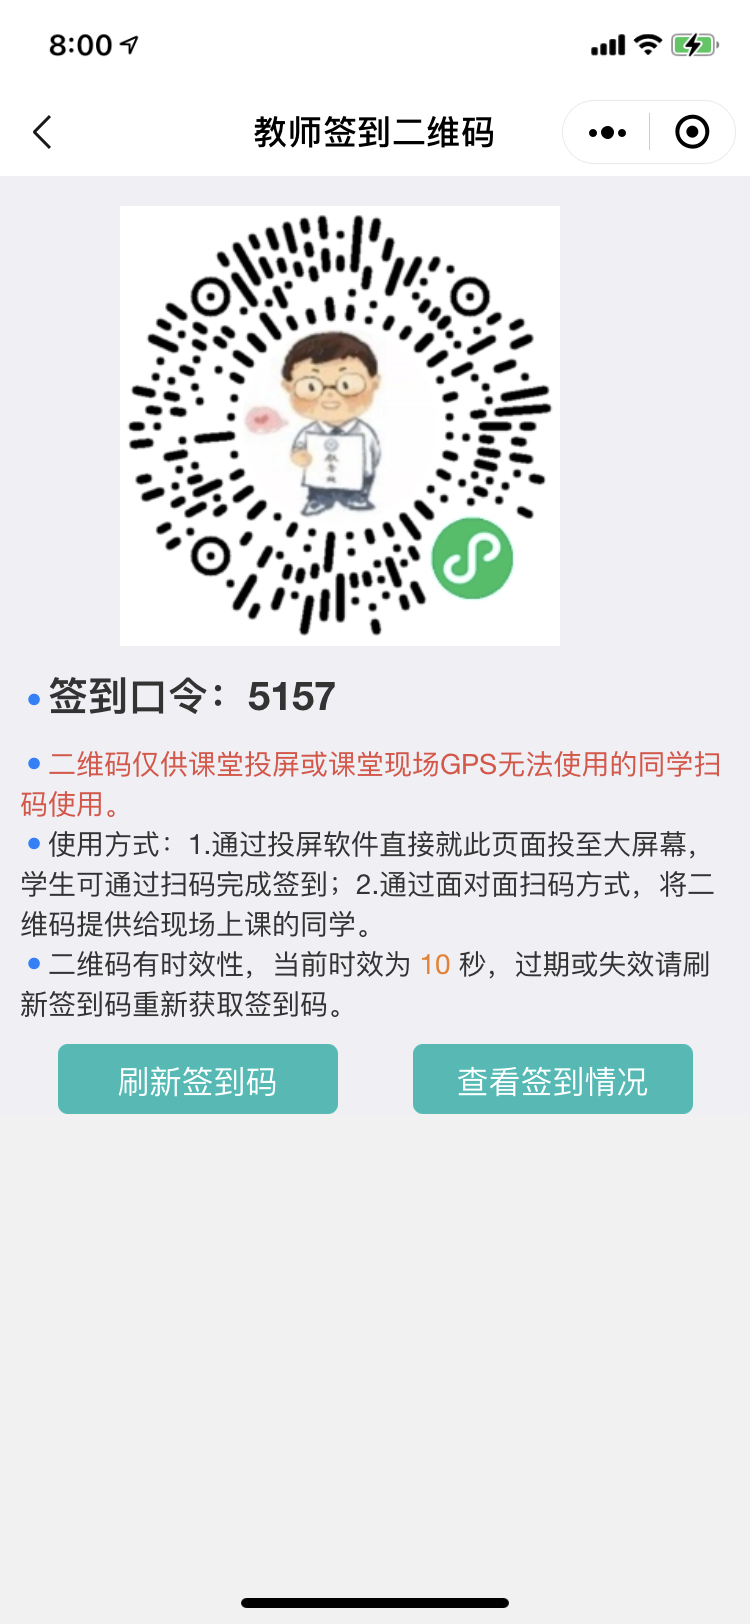 8:00
教师签到二维码
签到口令：5157
二维码仅供课堂投屏或课堂现场GPS无法使用的同学扫
码使用。
使用方式：1.通过投屏软件直接就此页面投至大屏幕，
学生可通过扫码完成签到；2.通过面对面扫码方式，将二
维码提供给现场上课的同学。
二维码有时效性，当前时效为 10 秒，过期或失效请刷
新签到码重新获取签到码。
刷新签到码
查看签到情况